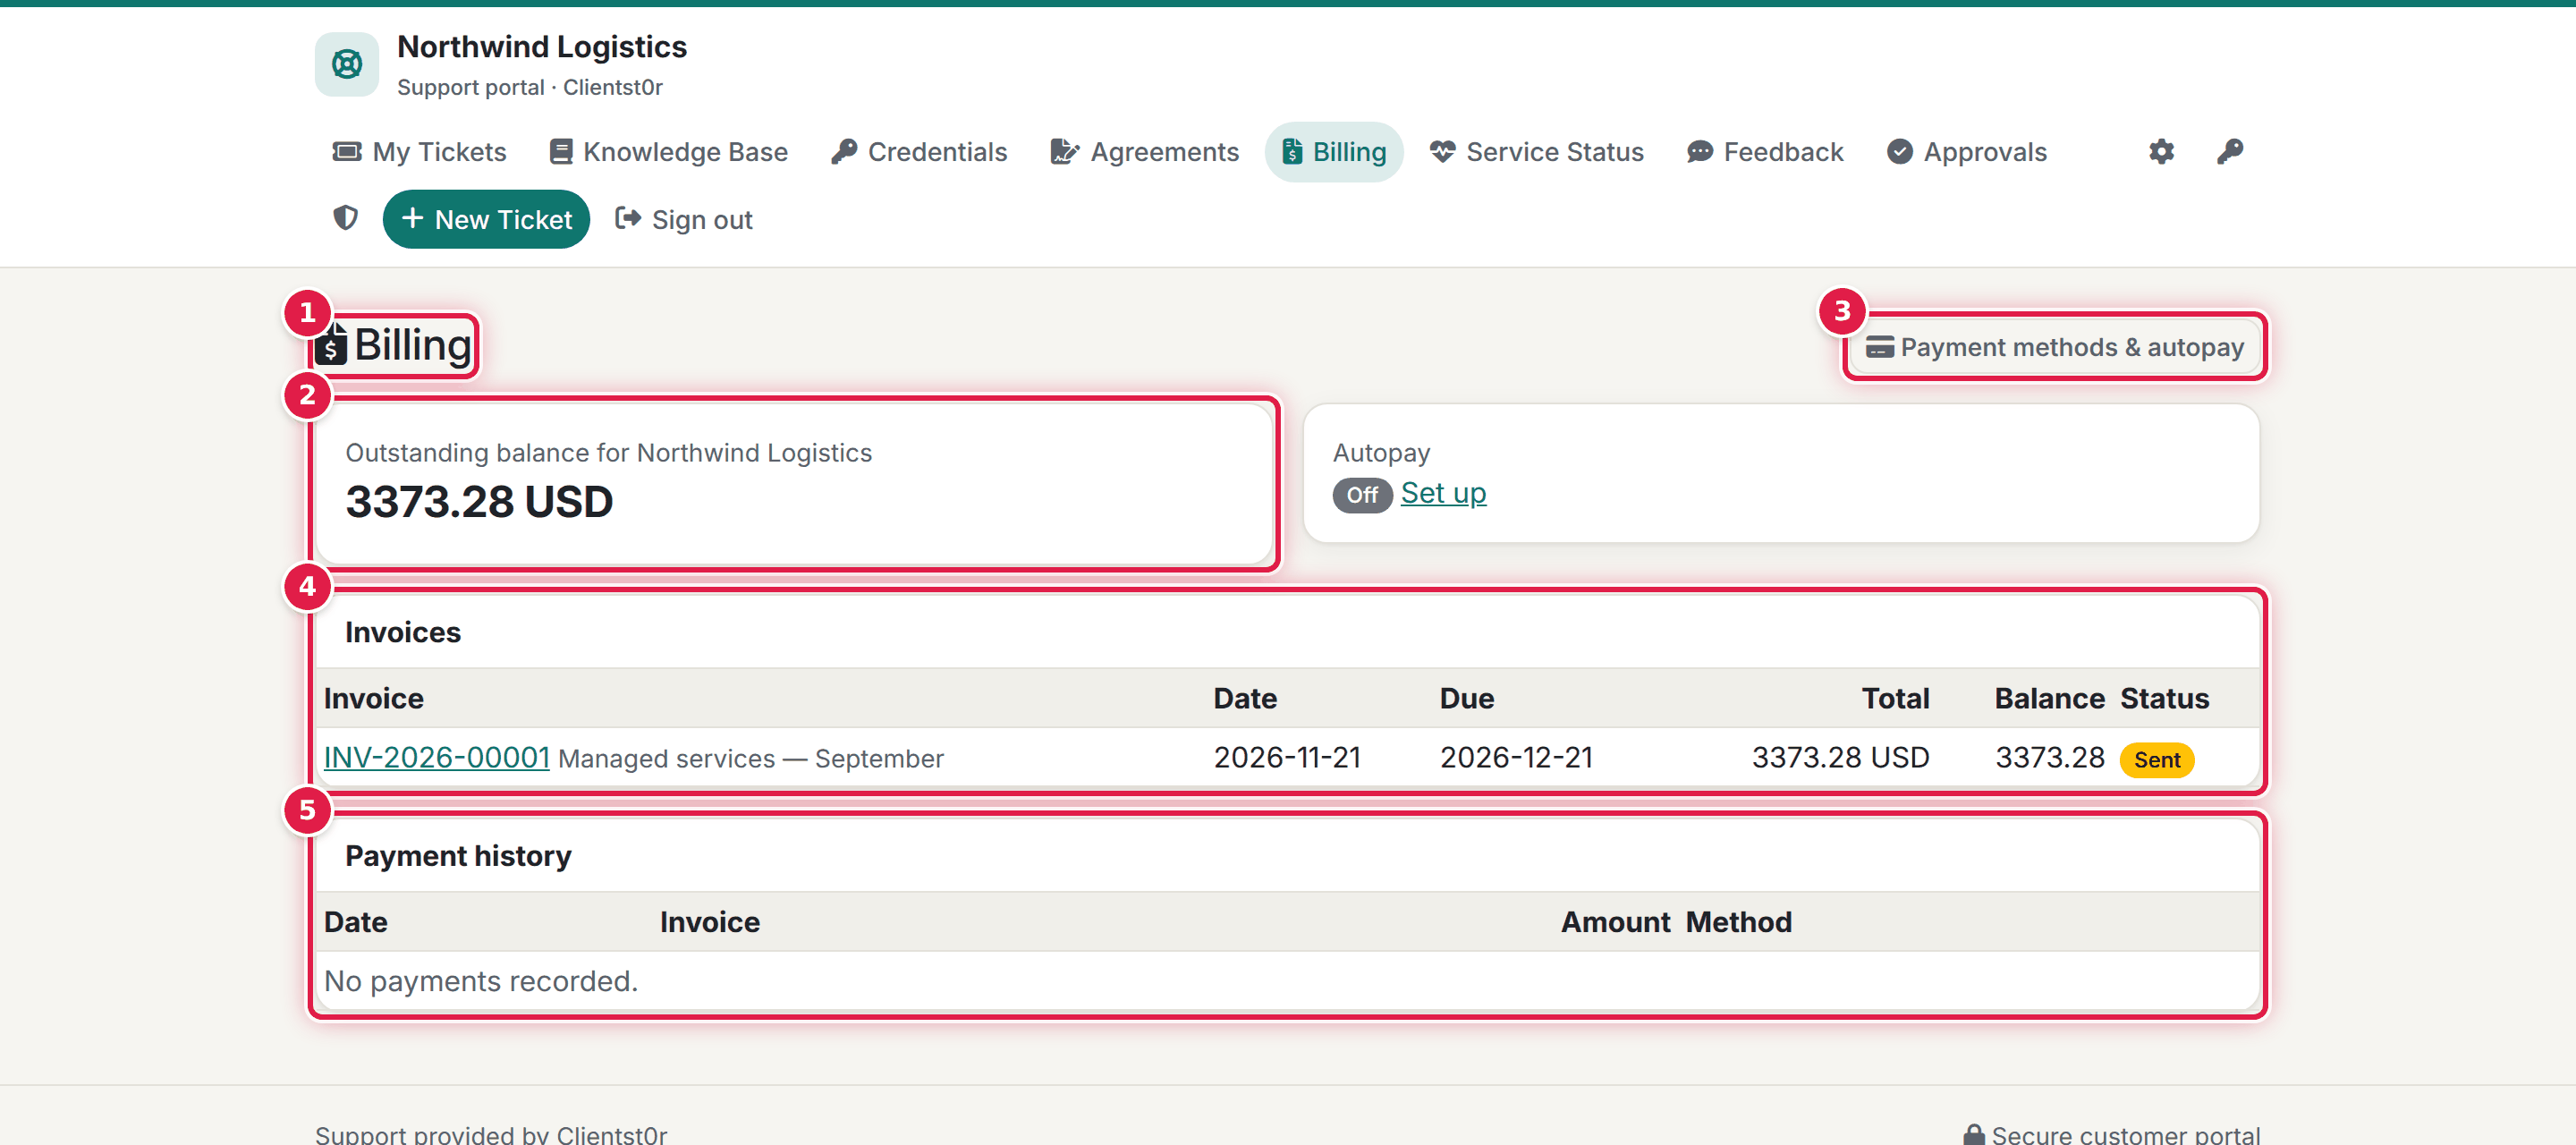 Northwind Logistics
Support portal · Clientst0r
My Tickets Knowledge Base Credentials Agreements Billing Service Status Feedback Approvals
New Ticket Sign out
1 3
Billing Payment methods & autopay
2
Outstanding balance for Northwind Logistics Autopay
3373.28 USD Off Set up
4
Invoices
Invoice Date Due Total Balance Status
INV-2026-00001 Managed services — September 2026-11-21 2026-12-21 3373.28 USD 3373.28 Sent
5
Payment history
Date Invoice Amount Method
No payments recorded.
Support provided by Clientst0r Secure customer portal